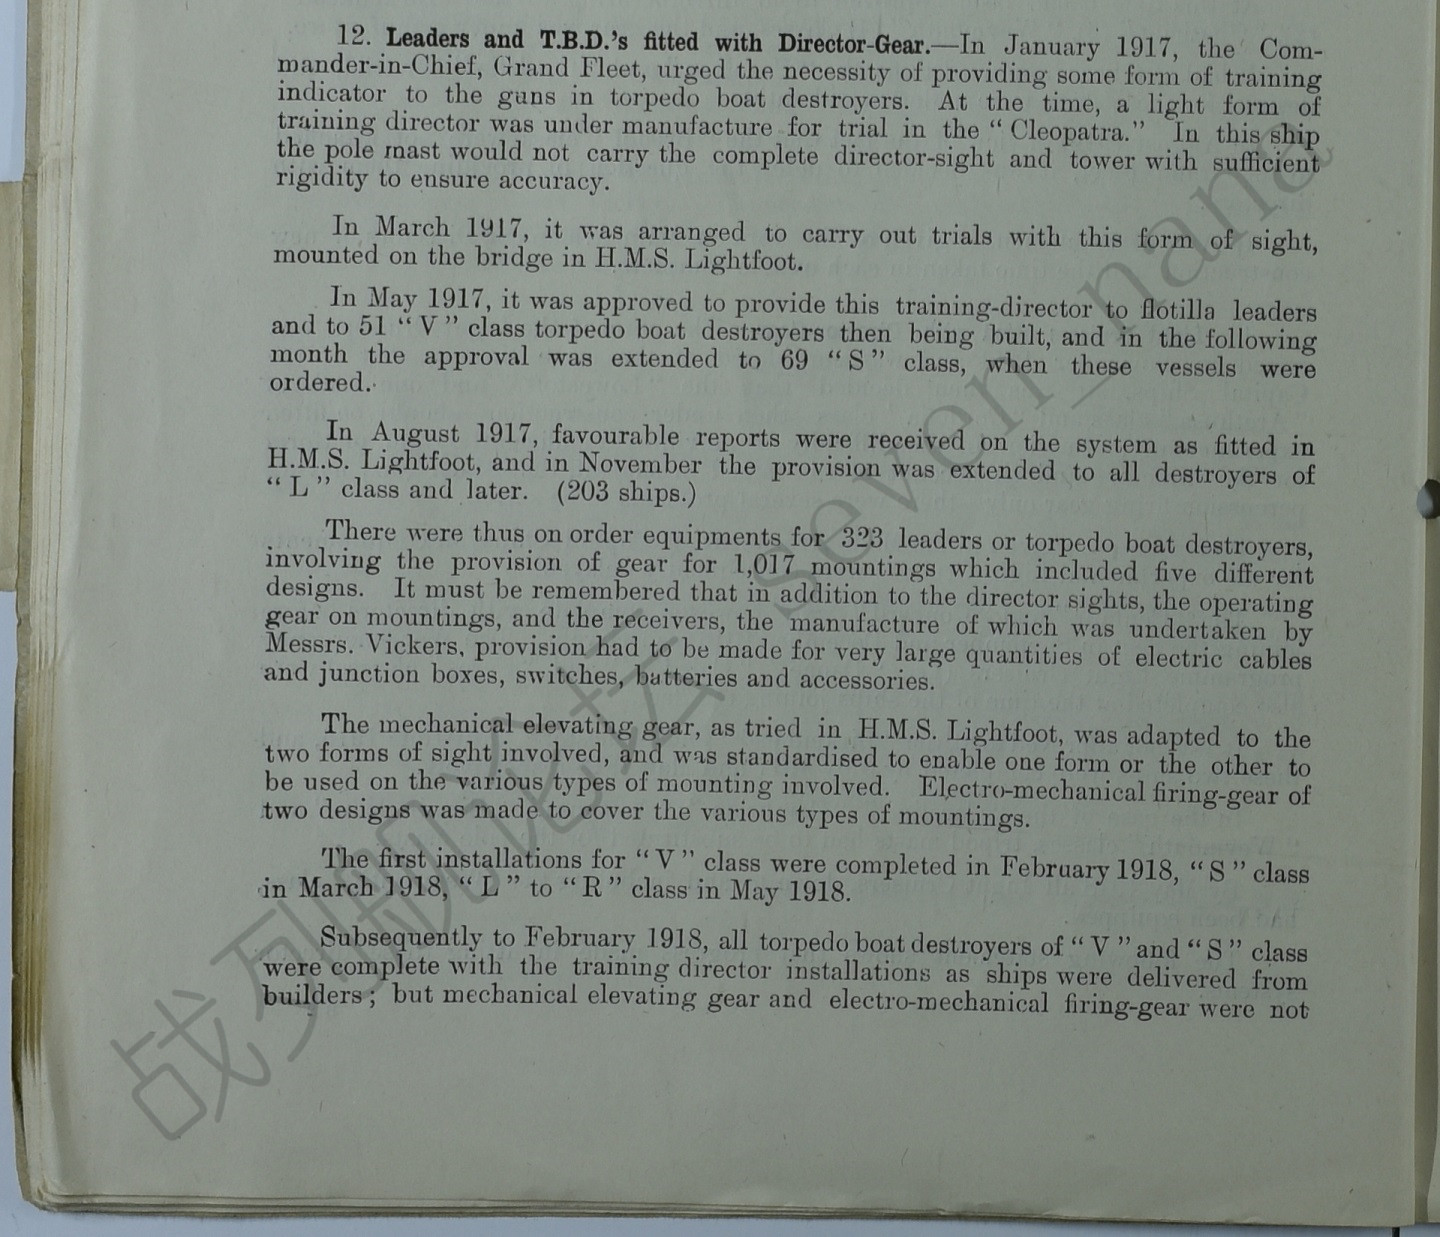 12. Leaders and T.B.D.'s fitted with Director-Gear.—In January 1917, the Com-
mander-in-Chief, Grand Fleet, urged the necessity of providing some form of training
indicator to the guns in torpedo boat destroyers. At the time, a light form of
training director was under manufacture for trial in the “ Cleopatra.” In this ship
the pole mast would not carry the complete director-sight and tower with sufficient
rigidity to ensure accuracy.
In March 1917, it was arranged to carry out trials with this form of sight,
mounted on the bridge in H.M.S. Lightfoot.
In May 1917, it was approved to provide this training-director to flotilla leaders
and to 51 “ V ” class torpedo boat destroyers then being built, and in the following
month the approval was extended to 69 “ S ” class, when these vessels were
ordered.
In August 1917, favourable reports were received on the system as fitted in
H.M.S. Lightfoot, and in November the provision was extended to all destroyers of
“ L ” class and later. (203 ships.)
There were thus on order equipments for 323 leaders or torpedo boat destroyers,
involving the provision of gear for 1,017 mountings which included five different
designs. It must be remembered that in addition to the director sights, the operating
gear on mountings, and the receivers, the manufacture of which was undertaken by
Messrs. Vickers, provision had to be made for very large quantities of electric cables
and junction boxes, switches, batteries and accessories.
The mechanical elevating gear, as tried in H.M.S. Lightfoot, was adapted to the
two forms of sight involved, and was standardised to enable one form or the other to
be used on the various types of mounting involved. Electro-mechanical firing-gear of
two designs was made to cover the various types of mountings.
The first installations for “ V ” class were completed in February 1918, “ S ” class
in March 1918, “ L ” to “ R ” class in May 1918.
Subsequently to February 1918, all torpedo boat destroyers of “ V ” and “ S ” class
were complete with the training director installations as ships were delivered from
builders ; but mechanical elevating gear and electro-mechanical firing-gear were not
战列舰论坛 seven_nana